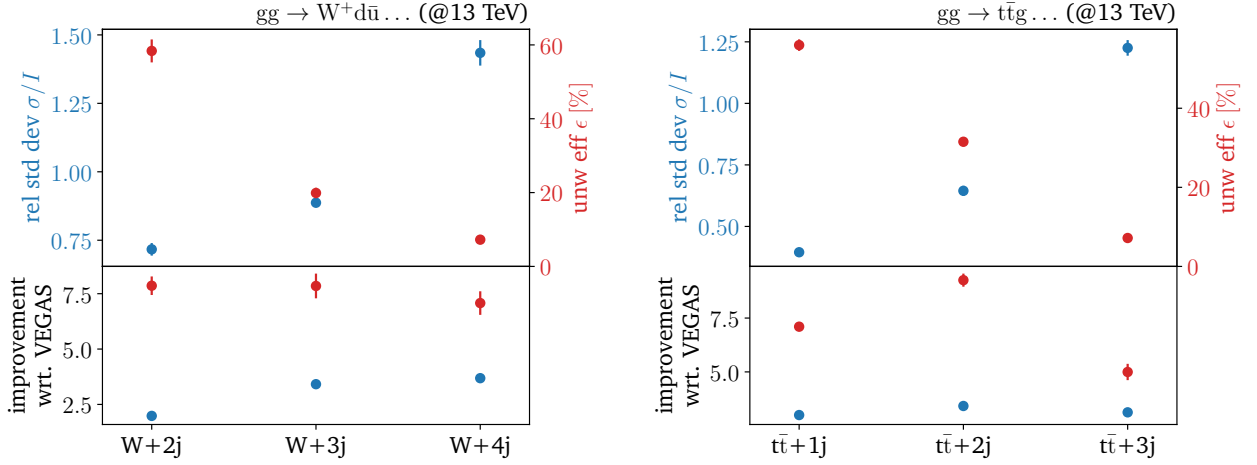 gg → W⁺dū ... (@13 TeV)
rel std dev σ/I
1.50
1.25
1.00
0.75
unw eff ϵ [%]
60
40
20
0
improvement
wrt. VEGAS
7.5
5.0
2.5
W+2j
W+3j
W+4j
gg → tt̄g ... (@13 TeV)
rel std dev σ/I
1.25
1.00
0.75
0.50
unw eff ϵ [%]
40
20
0
improvement
wrt. VEGAS
7.5
5.0
tt̄+1j
tt̄+2j
tt̄+3j